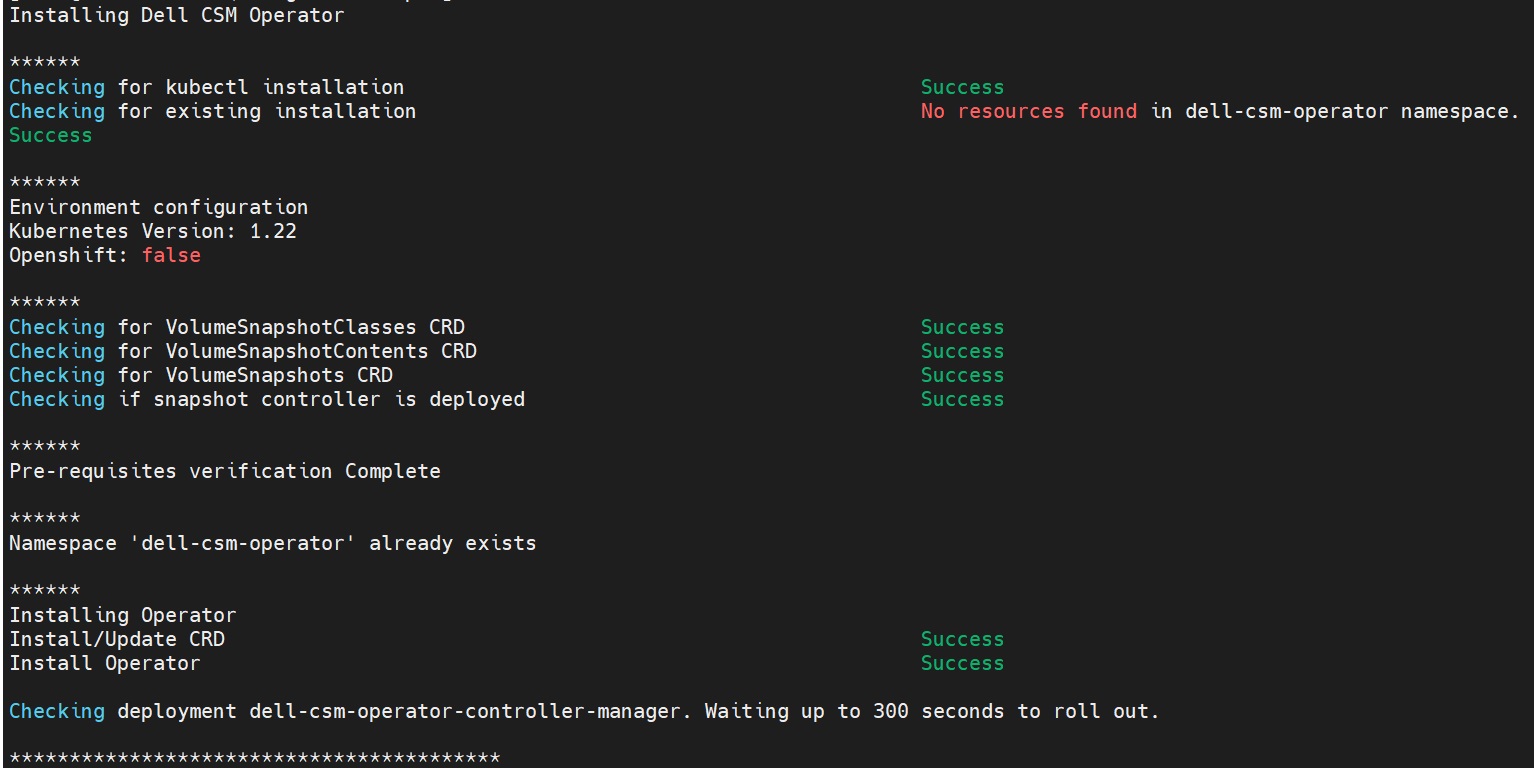 Installing Dell CSM Operator
******
Checking for kubectl installation Success
Checking for existing installation No resources found in dell-csm-operator namespace.
Success
******
Environment configuration
Kubernetes Version: 1.22
Openshift: false
******
Checking for VolumeSnapshotClasses CRD Success
Checking for VolumeSnapshotContents CRD Success
Checking for VolumeSnapshots CRD Success
Checking if snapshot controller is deployed Success
******
Pre-requisites verification Complete
******
Namespace 'dell-csm-operator' already exists
******
Installing Operator
Install/Update CRD Success
Install Operator Success
Checking deployment dell-csm-operator-controller-manager. Waiting up to 300 seconds to roll out.
*****************************************